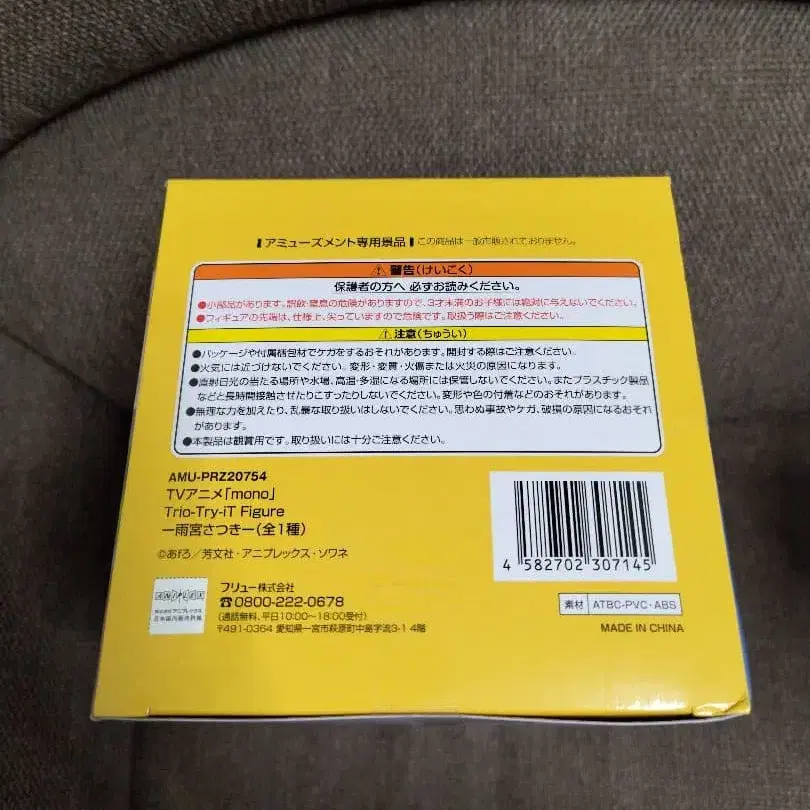 アミューズメント専用景品 この商品は一般市販されておりません。
⚠警告(けいこく)
保護者の方へ 必ずお読みください。
●小部品があります。誤飲・窒息の危険がありますので、3才未満のお子様には絶対に与えないでください。
●フィギュアの先端は、仕様上、尖っていますので危険です。取扱う際はご注意ください。
⚠注意(ちゅうい)
●パッケージや付属梱包材でケガをするおそれがあります。開封する際はご注意ください。
●火気には近づけないでください。変形・変質・火傷または火災の原因になります。
●直射日光の当たる場所や水場、高温・多湿になる場所には保管しないでください。またプラスチック製品
などと長時間接触させたりこすったりしないでください。変形や色の付着などのおそれがあります。
●無理な力を加えたり、乱暴な取り扱いはしないでください。思わぬ事故やケガ、破損の原因になるおそれ
があります。
●本製品は観賞用です。取り扱いには十分ご注意ください。
AMU-PRZ20754
TVアニメ「mono」
Trio-Try-iT Figure
ー雨宮さつきー(全1種)
©あfろ/芳文社・アニプレックス・ソワネ
4 582702 307145
ANIPLEX
株式会社アニプレックス
日本国内販売許諾
フリュー株式会社
☎0800-222-0678
(通話無料、平日10:00〜18:00受付)
〒491-0364 愛知県一宮市萩原町中島字流3-1 4階
素材 ATBC-PVC・ABS
MADE IN CHINA